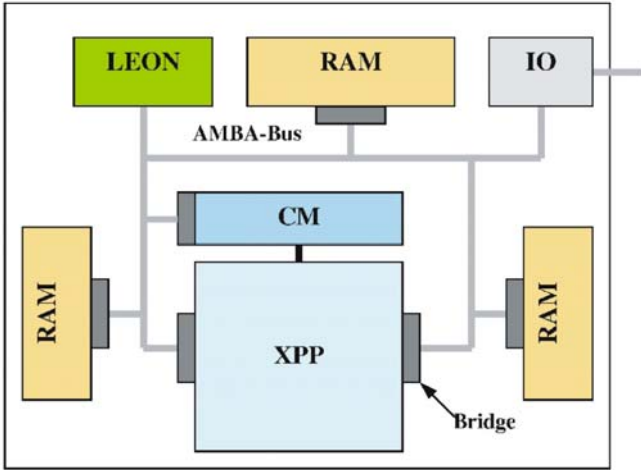 LEON
RAM
IO
AMBA-Bus
CM
RAM
XPP
RAM
Bridge